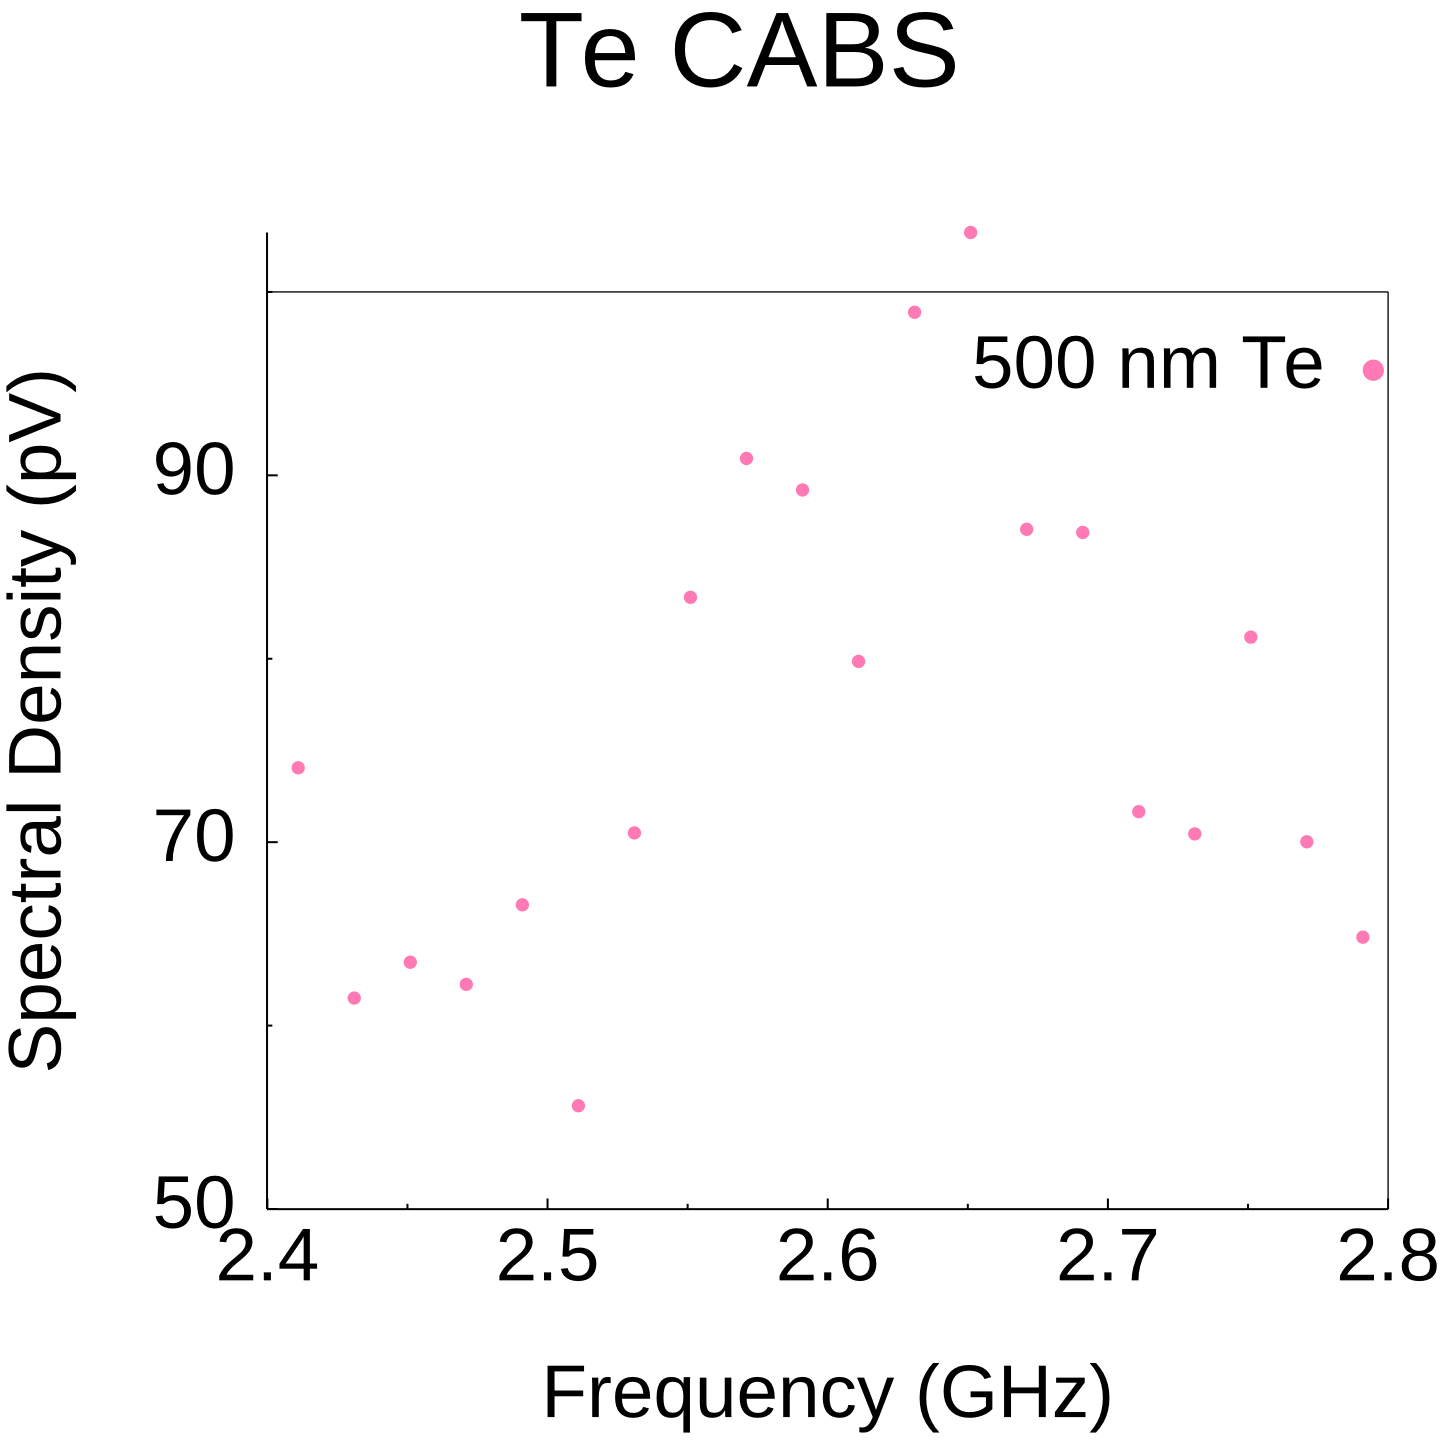 Te CABS
500 nm Te
Spectral Density (pV)
90
70
50
2.4 2.5 2.6 2.7 2.8
Frequency (GHz)